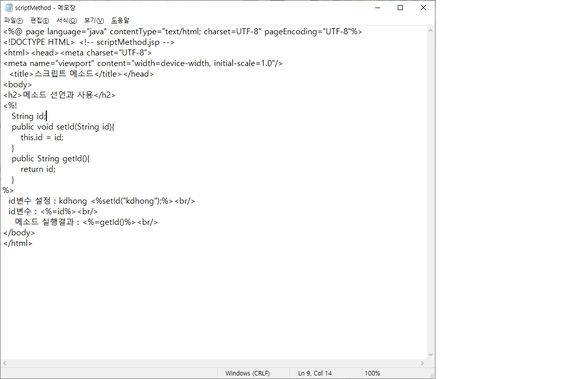 scriptMethod - 메모장
파일(F) 편집(E) 서식(O) 보기(V) 도움말
<%@ page language="java" contentType="text/html; charset=UTF-8" pageEncoding="UTF-8"%>
<!DOCTYPE HTML> <!-- scriptMethod.jsp -->
<html><head><meta charset="UTF-8">
<meta name="viewport" content="width=device-width, initial-scale=1.0"/>
<title>스크립트 메소드</title></head>
<body>
<h2>메소드 선언과 사용</h2>
<%!
String id;
public void setId(String id){
this.id = id;
}
public String getId(){
return id;
}
%>
id변수 설정 : kdhong <%setId("kdhong");%><br/>
id변수 : <%=id%><br/>
메소드 실행결과 : <%=getId()%><br/>
</body>
</html>
Windows (CRLF) Ln 9, Col 14 100%